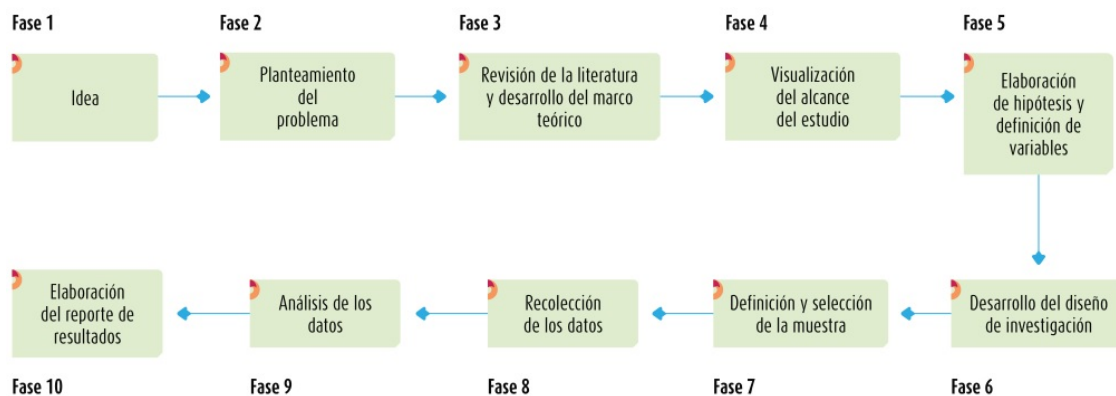 Fase 1
Idea
Fase 2
Planteamiento
del
problema
Fase 3
Revisión de la literatura
y desarrollo del marco
teórico
Fase 4
Visualización
del alcance
del estudio
Fase 5
Elaboración
de hipótesis y
definición de
variables
Desarrollo del diseño
de investigación
Fase 6
Definición y selección
de la muestra
Fase 7
Recolección
de los datos
Fase 8
Análisis de los
datos
Fase 9
Elaboración
del reporte de
resultados
Fase 10